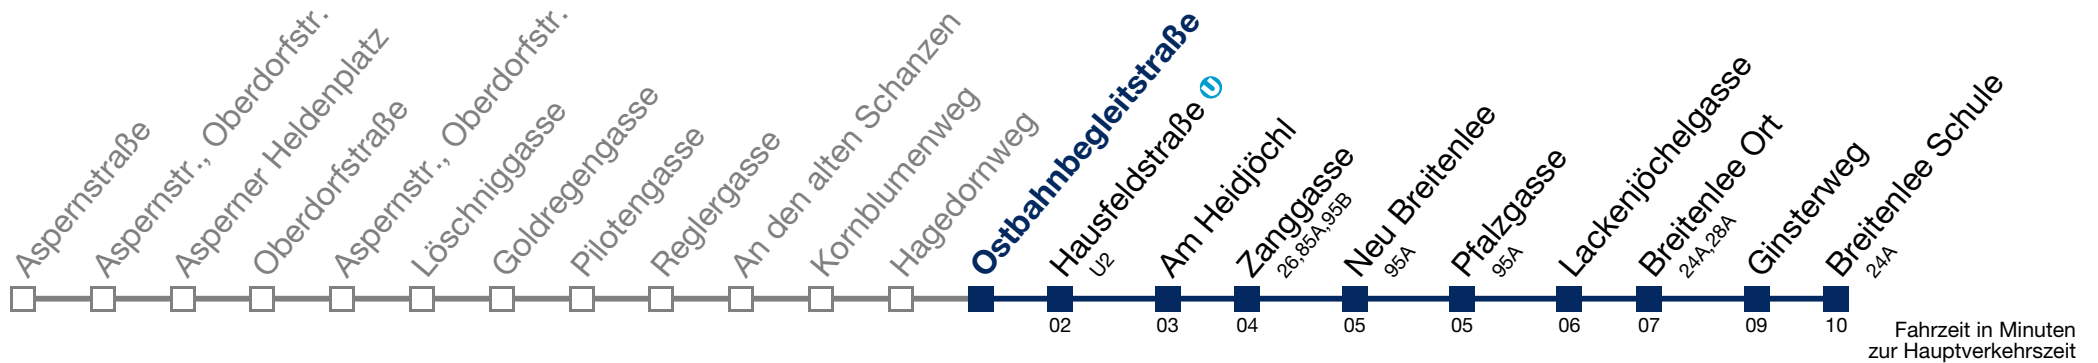 Aspernstraße
Aspernstr., Oberdorfstr.
Asperner Heldenplatz
Oberdorfstraße
Aspernstr., Oberdorfstr.
Löschniggasse
Goldregengasse
Pilotengasse
Reglergasse
An den alten Schanzen
Kornblumenweg
Hagedornweg
Ostbahnbegleitstraße
Hausfeldstraße U
U2
Am Heidjöchl
Zanggasse
26,85A,95B
Neu Breitenlee
95A
Pfalzgasse
95A
Lackenjöchelgasse
Breitenlee Ort
24A,28A
Ginsterweg
Breitenlee Schule
24A
02 03 04 05 05 06 07 09 10
Fahrzeit in Minuten
zur Hauptverkehrszeit